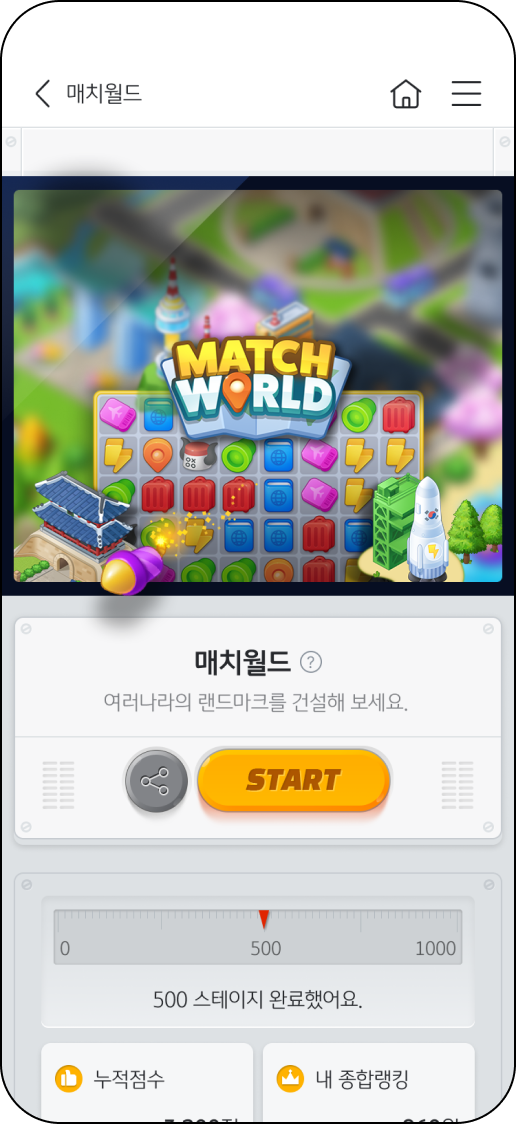 매치월드
MATCH
WORLD
매치월드 ?
여러나라의 랜드마크를 건설해 보세요.
START
0 500 1000
500 스테이지 완료했어요.
누적점수
내 종합랭킹